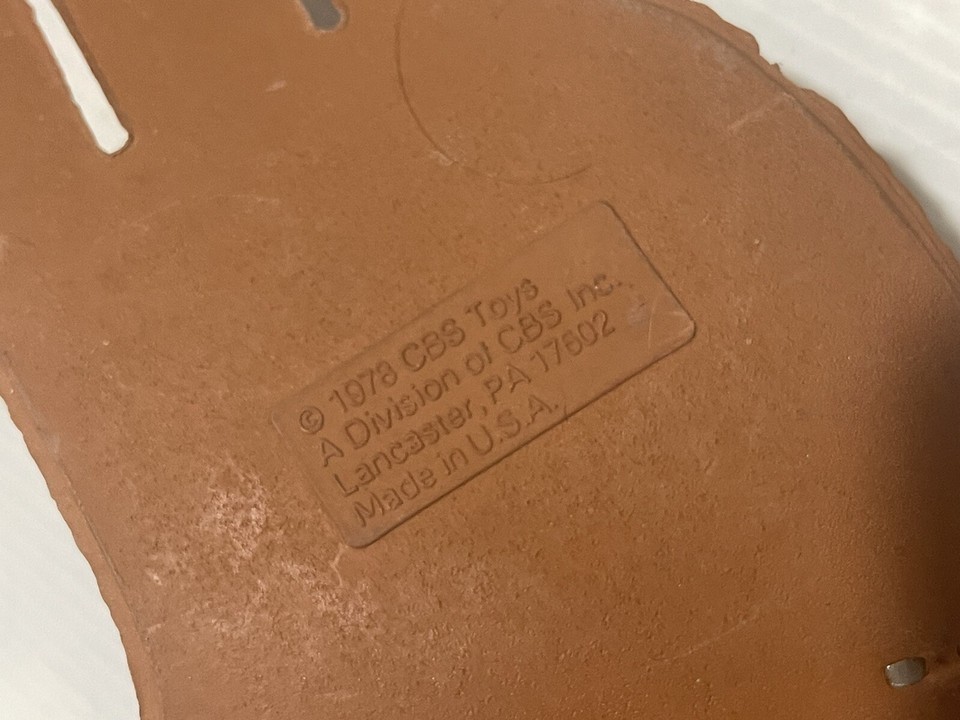 © 1978 CBS Toys
A Division of CBS Inc.
Lancaster, PA 17602
Made in U.S.A.